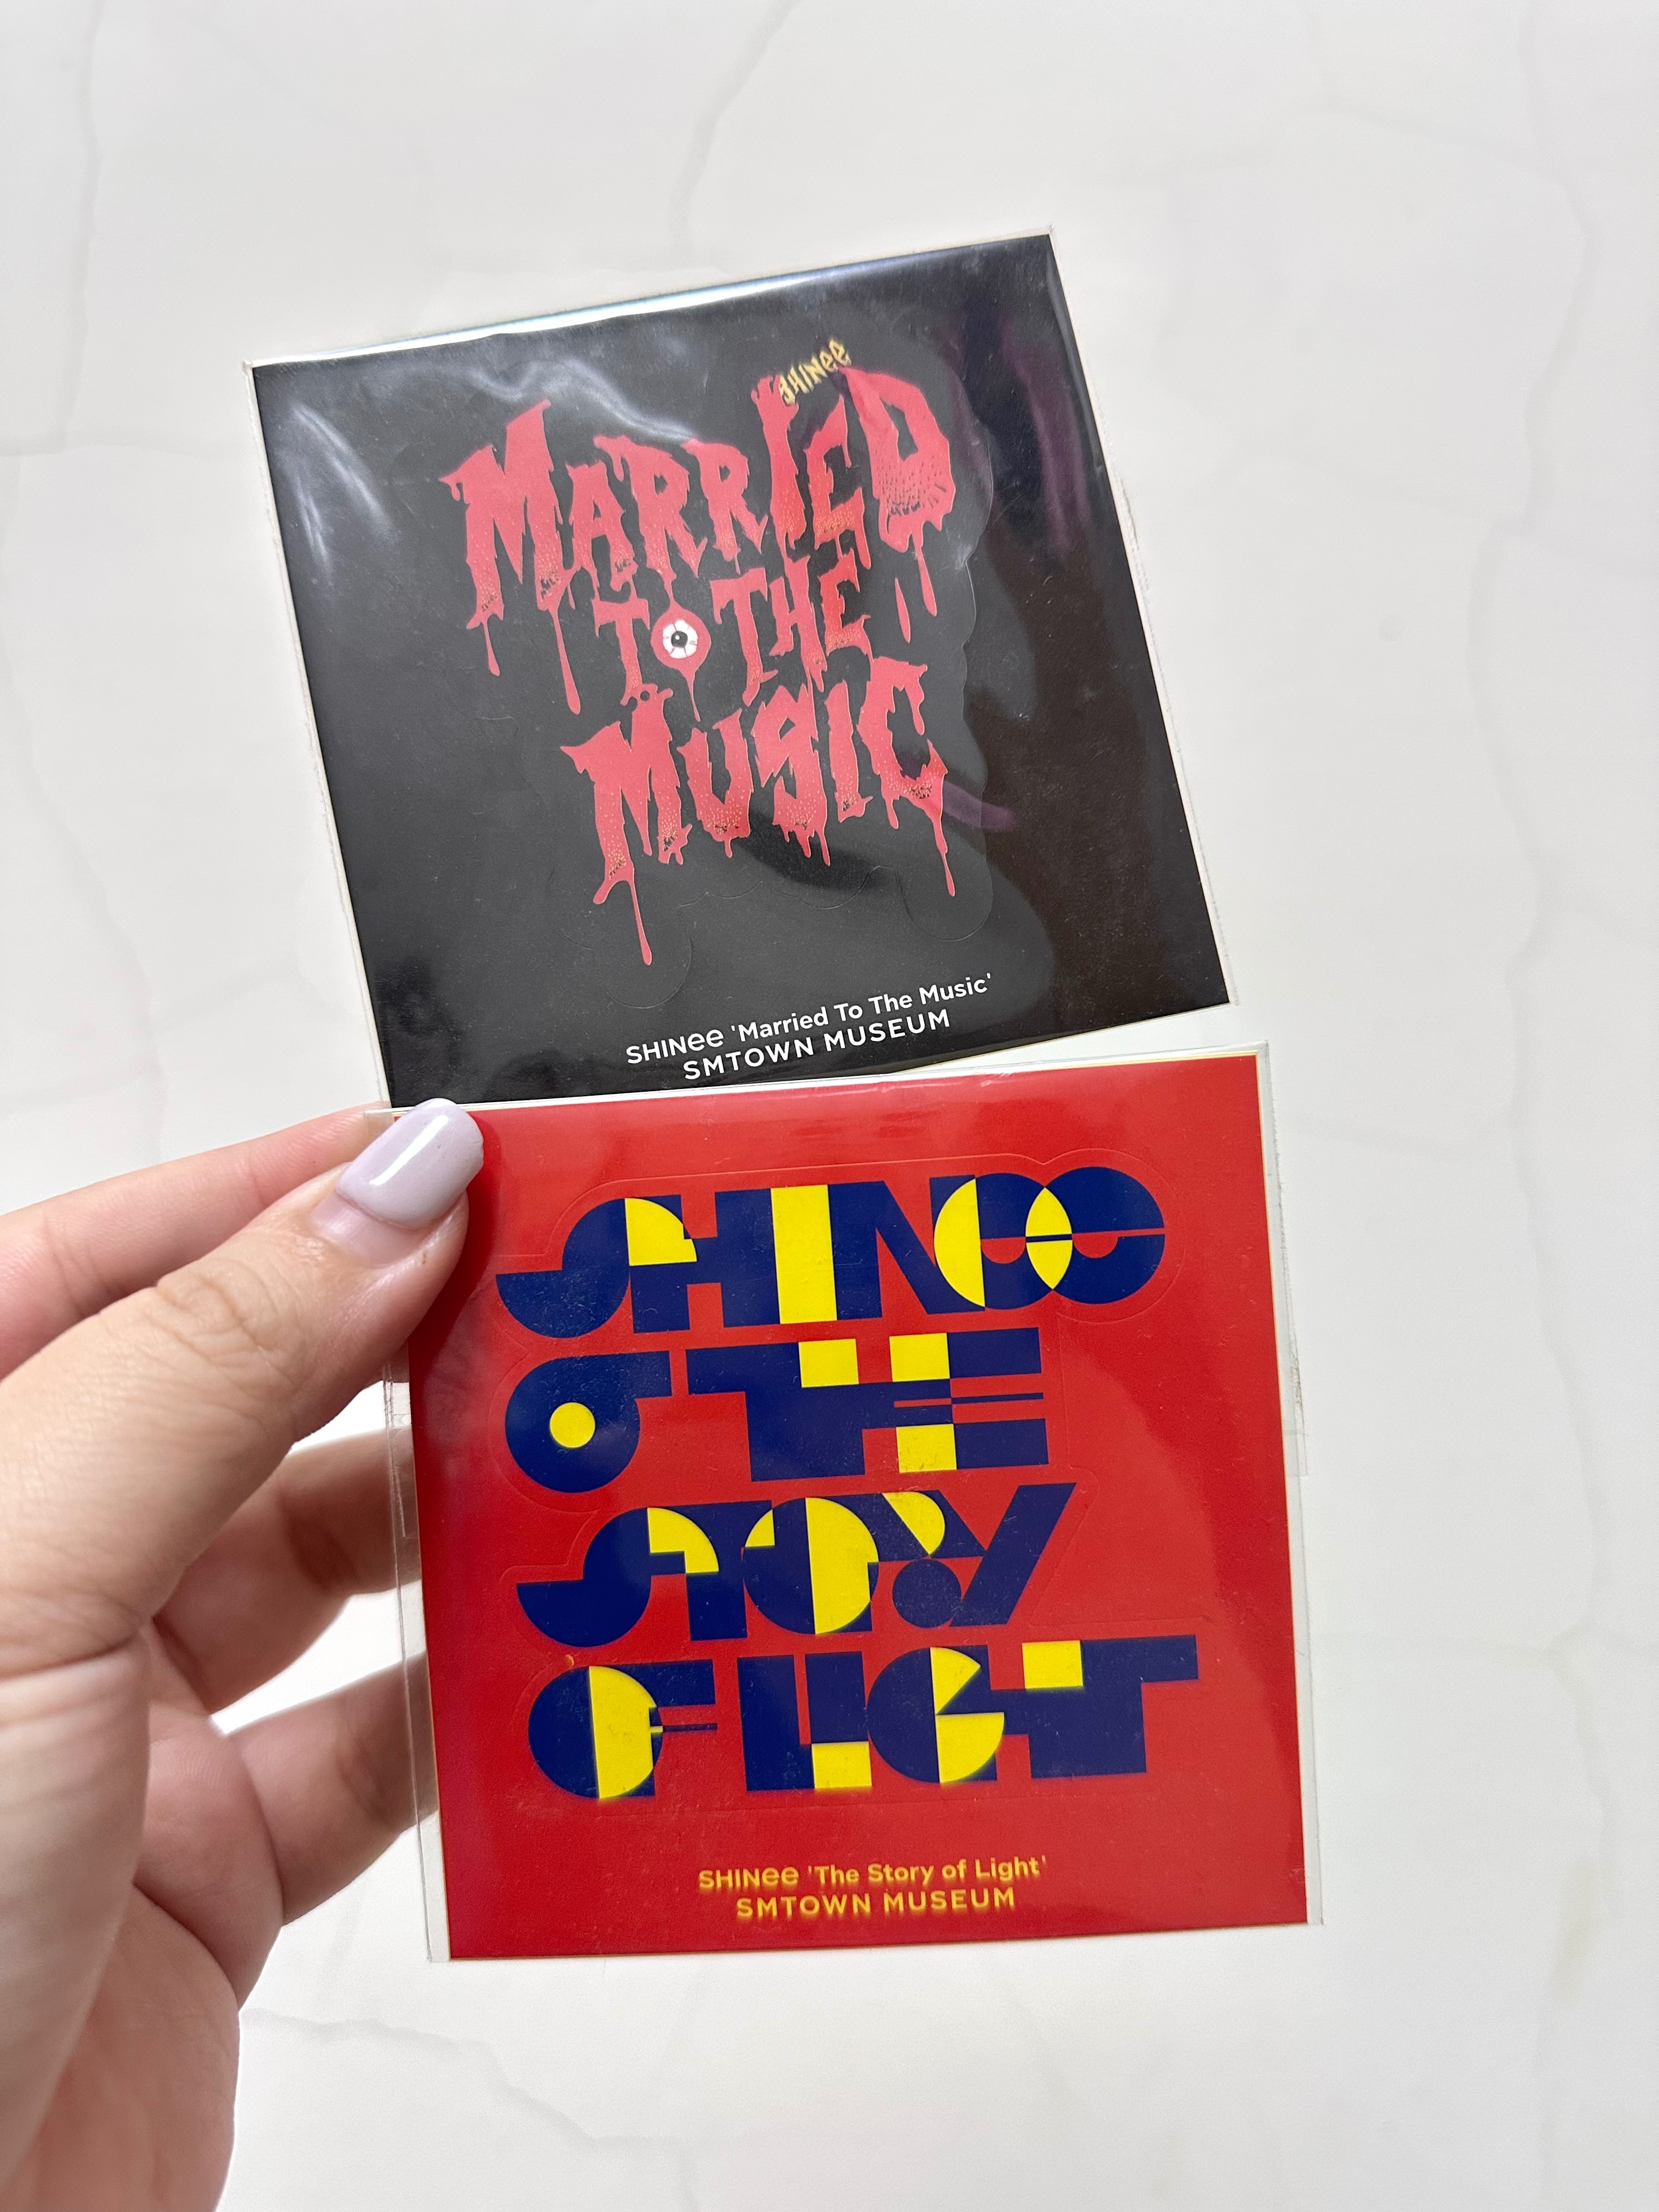 SHINee
MARRIED
TO THE
MUSIC
SHINee 'Married To The Music'
SMTOWN MUSEUM
SHINee
6 THE
STORY
OF LIGHT
SHINee 'The Story of Light'
SMTOWN MUSEUM